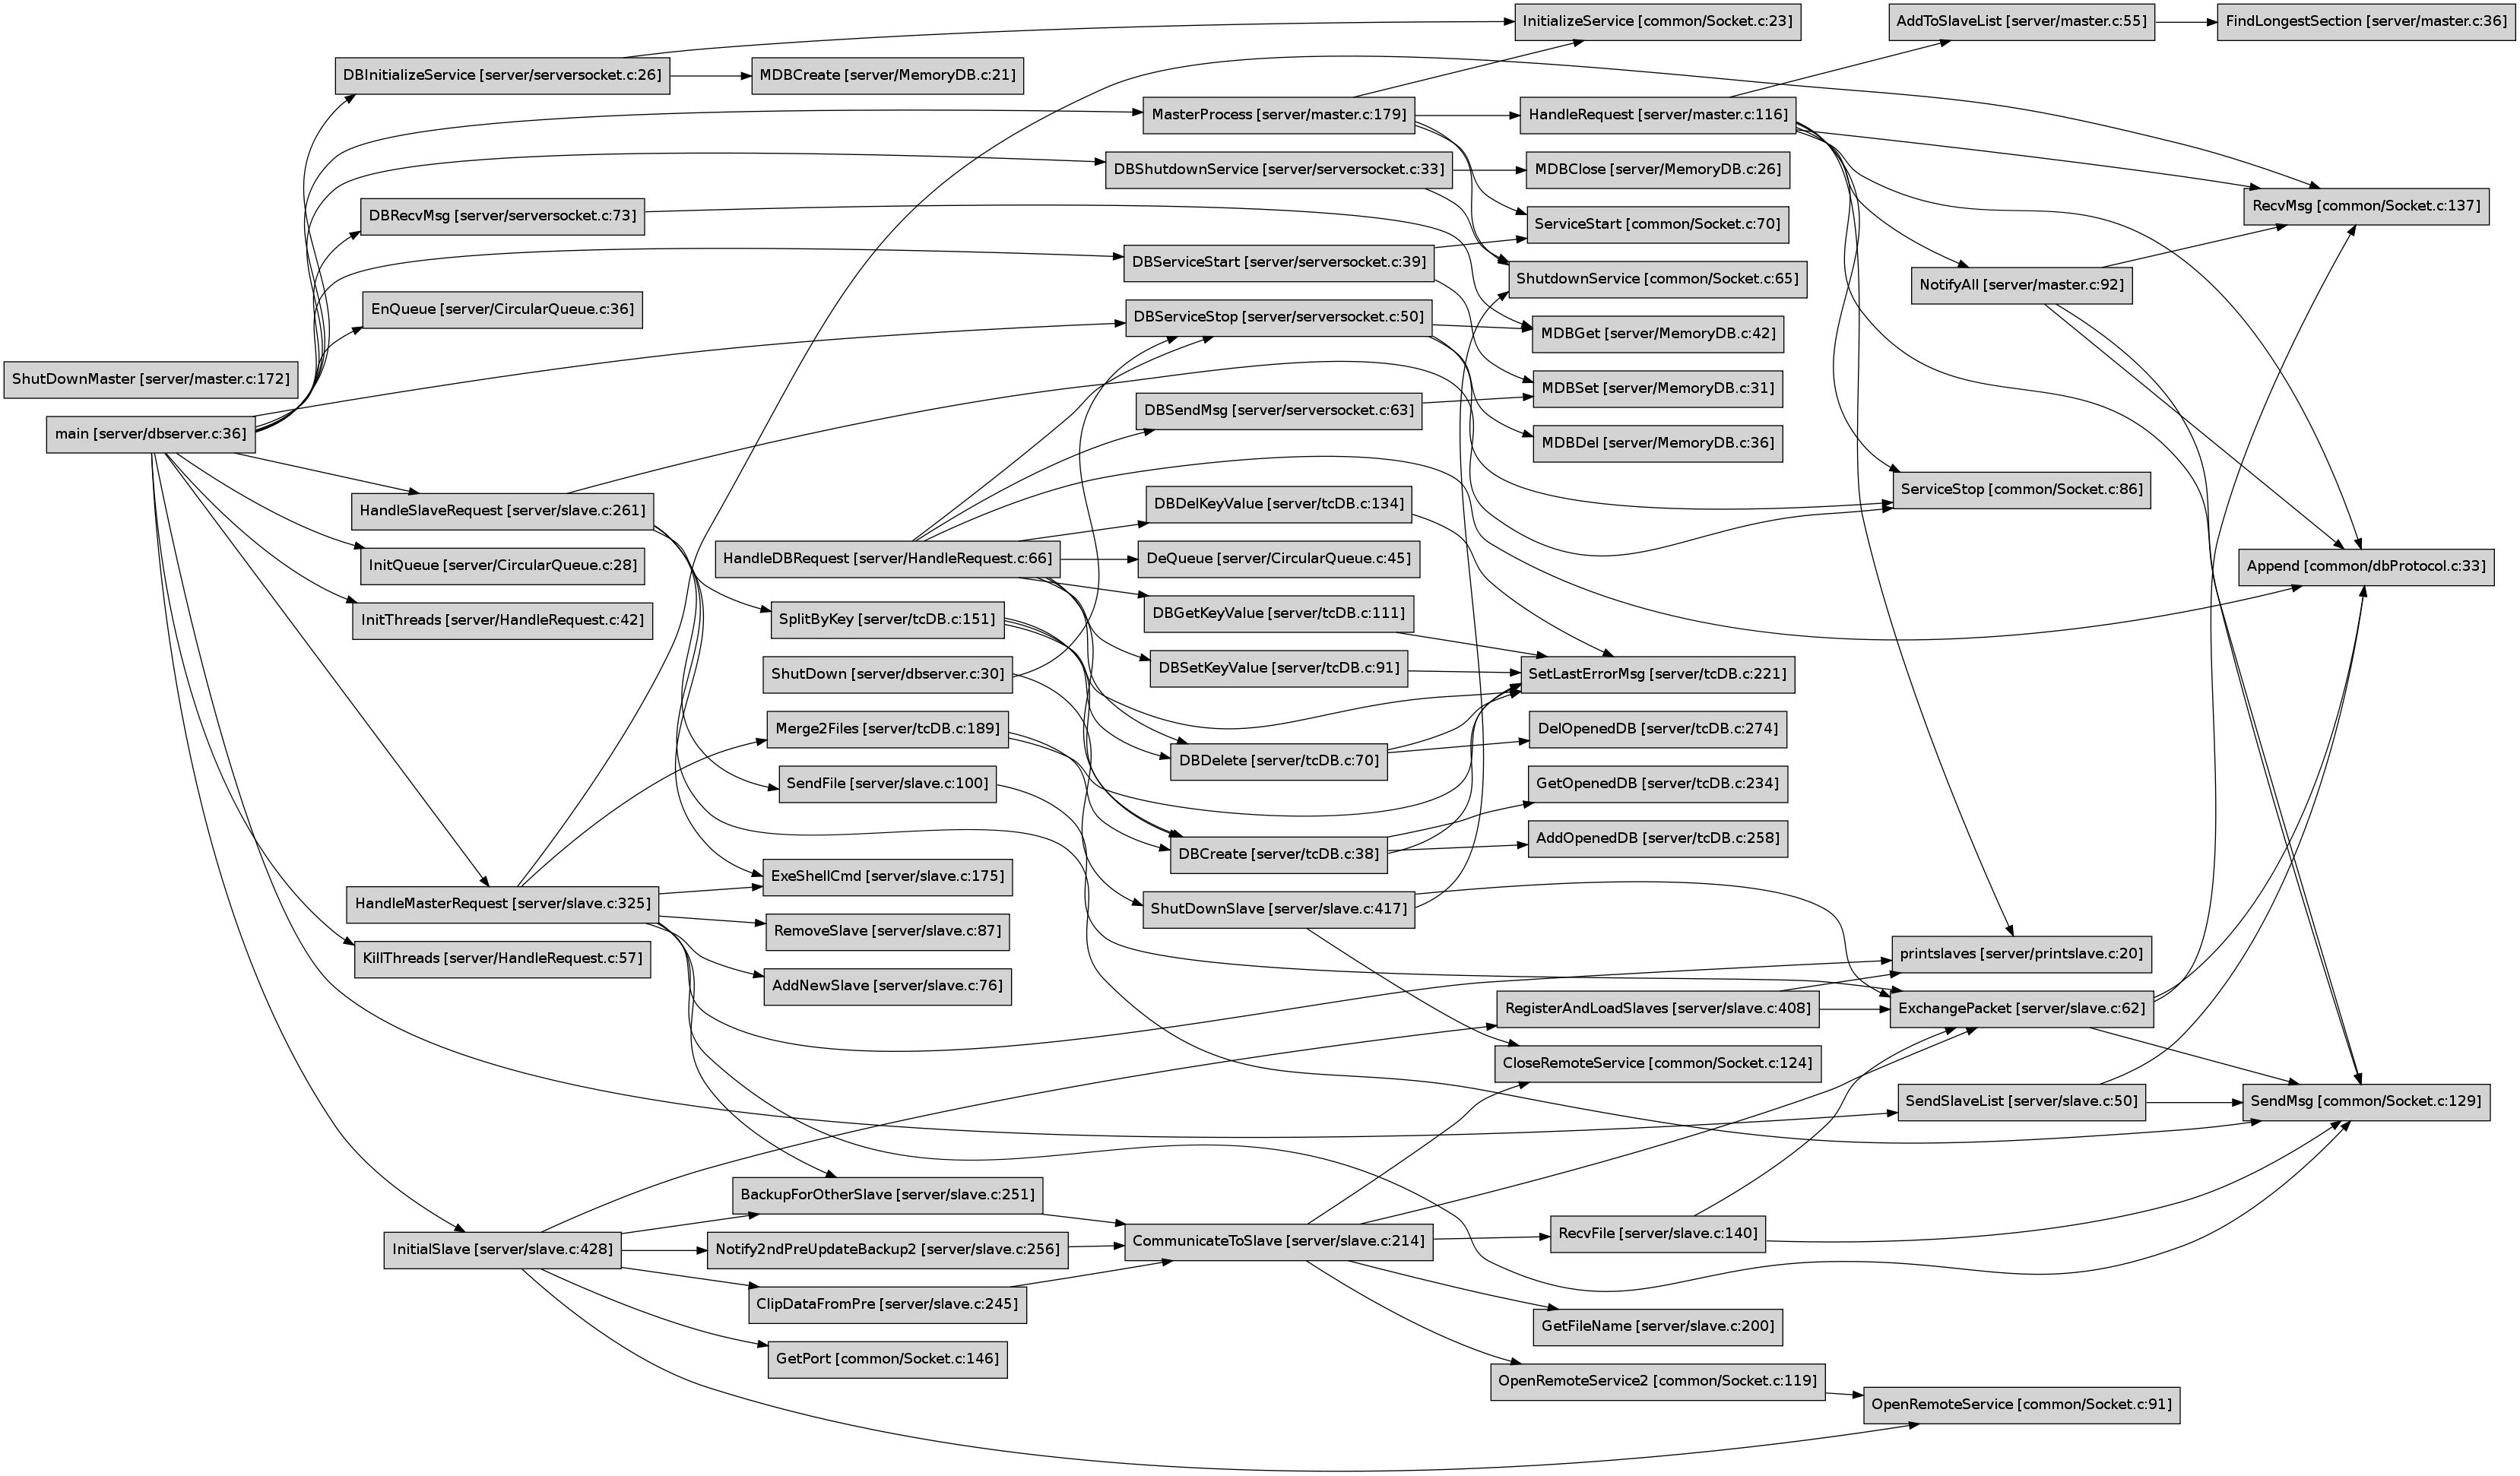 InitializeService [common/Socket.c:23]
AddToSlaveList [server/master.c:55]
FindLongestSection [server/master.c:36]
DBInitializeService [server/serversocket.c:26]
MDBCreate [server/MemoryDB.c:21]
MasterProcess [server/master.c:179]
HandleRequest [server/master.c:116]
DBShutdownService [server/serversocket.c:33]
MDBClose [server/MemoryDB.c:26]
DBRecvMsg [server/serversocket.c:73]
ServiceStart [common/Socket.c:70]
RecvMsg [common/Socket.c:137]
DBServiceStart [server/serversocket.c:39]
ShutdownService [common/Socket.c:65]
NotifyAll [server/master.c:92]
EnQueue [server/CircularQueue.c:36]
DBServiceStop [server/serversocket.c:50]
MDBGet [server/MemoryDB.c:42]
ShutDownMaster [server/master.c:172]
MDBSet [server/MemoryDB.c:31]
DBSendMsg [server/serversocket.c:63]
main [server/dbserver.c:36]
MDBDel [server/MemoryDB.c:36]
ServiceStop [common/Socket.c:86]
DBDelKeyValue [server/tcDB.c:134]
HandleSlaveRequest [server/slave.c:261]
HandleDBRequest [server/HandleRequest.c:66]
DeQueue [server/CircularQueue.c:45]
InitQueue [server/CircularQueue.c:28]
Append [common/dbProtocol.c:33]
DBGetKeyValue [server/tcDB.c:111]
InitThreads [server/HandleRequest.c:42]
SplitByKey [server/tcDB.c:151]
DBSetKeyValue [server/tcDB.c:91]
ShutDown [server/dbserver.c:30]
SetLastErrorMsg [server/tcDB.c:221]
Merge2Files [server/tcDB.c:189]
DelOpenedDB [server/tcDB.c:274]
DBDelete [server/tcDB.c:70]
SendFile [server/slave.c:100]
GetOpenedDB [server/tcDB.c:234]
AddOpenedDB [server/tcDB.c:258]
DBCreate [server/tcDB.c:38]
ExeShellCmd [server/slave.c:175]
HandleMasterRequest [server/slave.c:325]
ShutDownSlave [server/slave.c:417]
RemoveSlave [server/slave.c:87]
KillThreads [server/HandleRequest.c:57]
printslaves [server/printslave.c:20]
AddNewSlave [server/slave.c:76]
RegisterAndLoadSlaves [server/slave.c:408]
ExchangePacket [server/slave.c:62]
CloseRemoteService [common/Socket.c:124]
SendSlaveList [server/slave.c:50]
SendMsg [common/Socket.c:129]
BackupForOtherSlave [server/slave.c:251]
InitialSlave [server/slave.c:428]
Notify2ndPreUpdateBackup2 [server/slave.c:256]
CommunicateToSlave [server/slave.c:214]
RecvFile [server/slave.c:140]
ClipDataFromPre [server/slave.c:245]
GetFileName [server/slave.c:200]
GetPort [common/Socket.c:146]
OpenRemoteService2 [common/Socket.c:119]
OpenRemoteService [common/Socket.c:91]